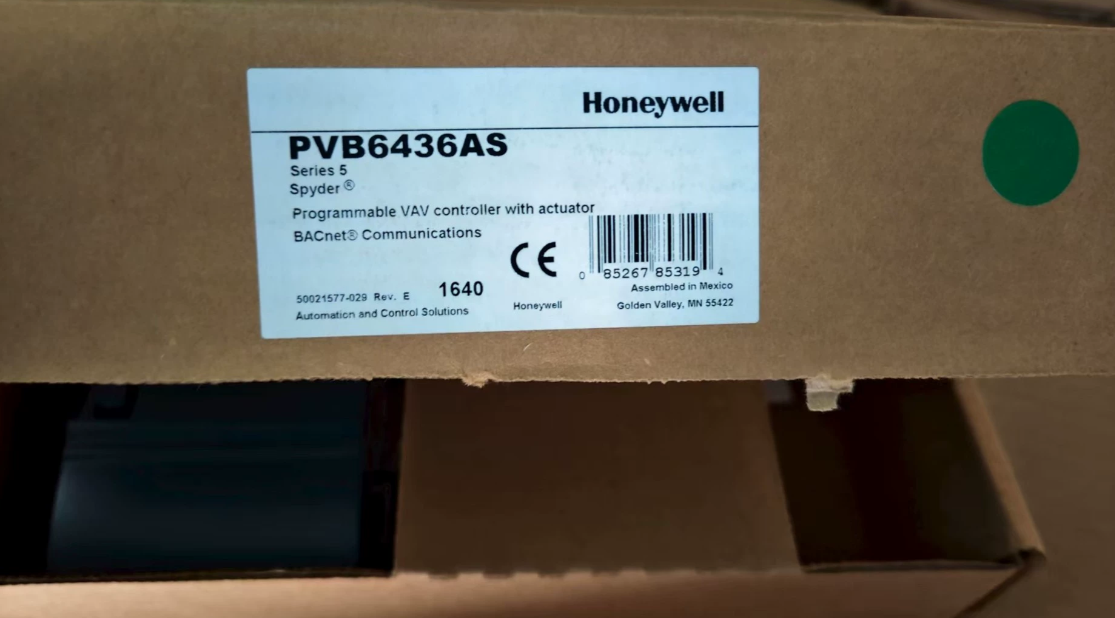 Honeywell
PVB6436AS
Series 5
Spyder®
Programmable VAV controller with actuator
BACnet® Communications
CE
0 85267 85319 4
Assembled in Mexico
50021577-029 Rev. E 1640
Automation and Control Solutions
Honeywell
Golden Valley, MN 55422